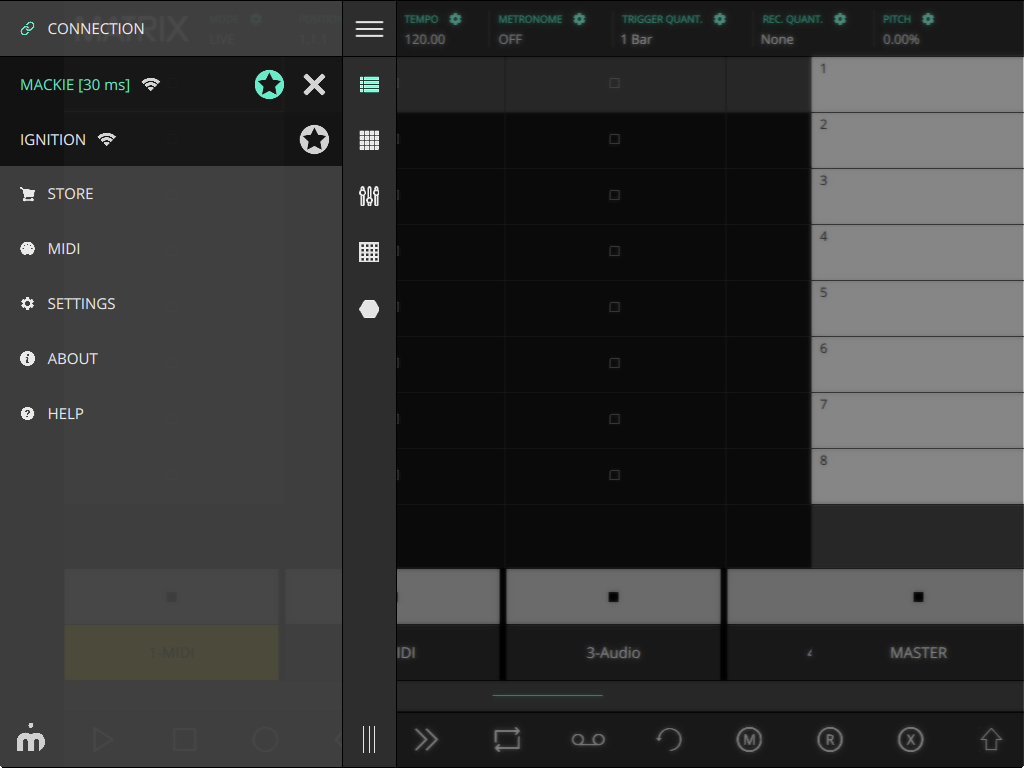 CONNECTION
MATRIX
TEMPO
METRONOME
TRIGGER QUANT.
REC. QUANT.
PITCH
120.00
OFF
1 Bar
None
0.00%
MACKIE [30 ms]
IGNITION
STORE
MIDI
SETTINGS
ABOUT
HELP
1
2
3
4
5
6
7
8
1-MIDI
IDI
3-Audio
MASTER
M
R
X